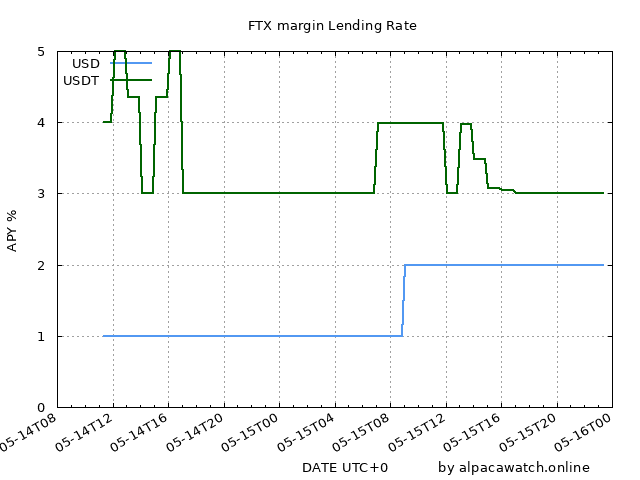 FTX margin Lending Rate
USD
USDT
5
4
3
2
1
0
APY %
05-14T08
05-14T12
05-14T16
05-14T20
05-15T00
05-15T04
05-15T08
05-15T12
05-15T16
05-15T20
05-16T00
DATE UTC+0
by alpacawatch.online